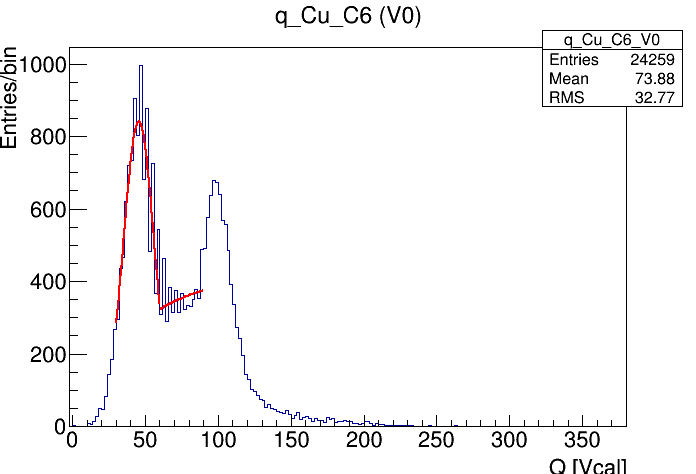 q_Cu_C6 (V0)
q_Cu_C6_V0
Entries 24259
Mean 73.88
RMS 32.77
Entries/bin
1000
800
600
400
200
0
0 50 100 150 200 250 300 350
Q [Vcal]